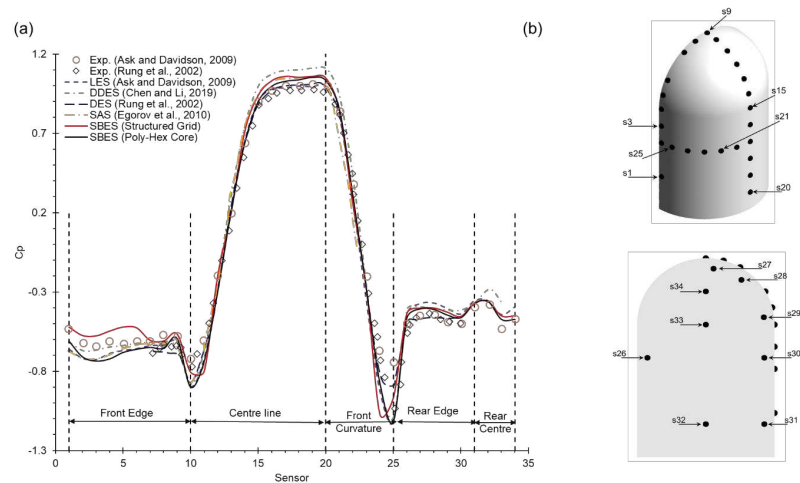 (a)
(b)
1.2
0.7
0.2
-0.3
-0.8
-1.3
Cp
Exp. (Ask and Davidson, 2009)
Exp. (Rung et al., 2002)
LES (Ask and Davidson, 2009)
DDES (Chen and Li, 2019)
DES (Rung et al., 2002)
SAS (Egorov et al., 2010)
SBES (Structured Grid)
SBES (Poly-Hex Core)
Front Edge
Centre line
Front
Curvature
Rear Edge
Rear
Centre
0
5
10
15
20
25
30
35
Sensor
s9
s15
s3
s21
s25
s1
s20
s27
s28
s34
s29
s33
s26
s30
s32
s31